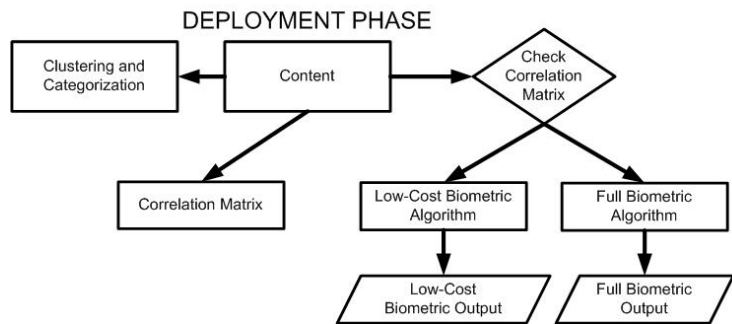 DEPLOYMENT PHASE
Clustering and
Categorization
Content
Check
Correlation
Matrix
Correlation Matrix
Low-Cost Biometric
Algorithm
Full Biometric
Algorithm
Low-Cost
Biometric Output
Full Biometric
Output